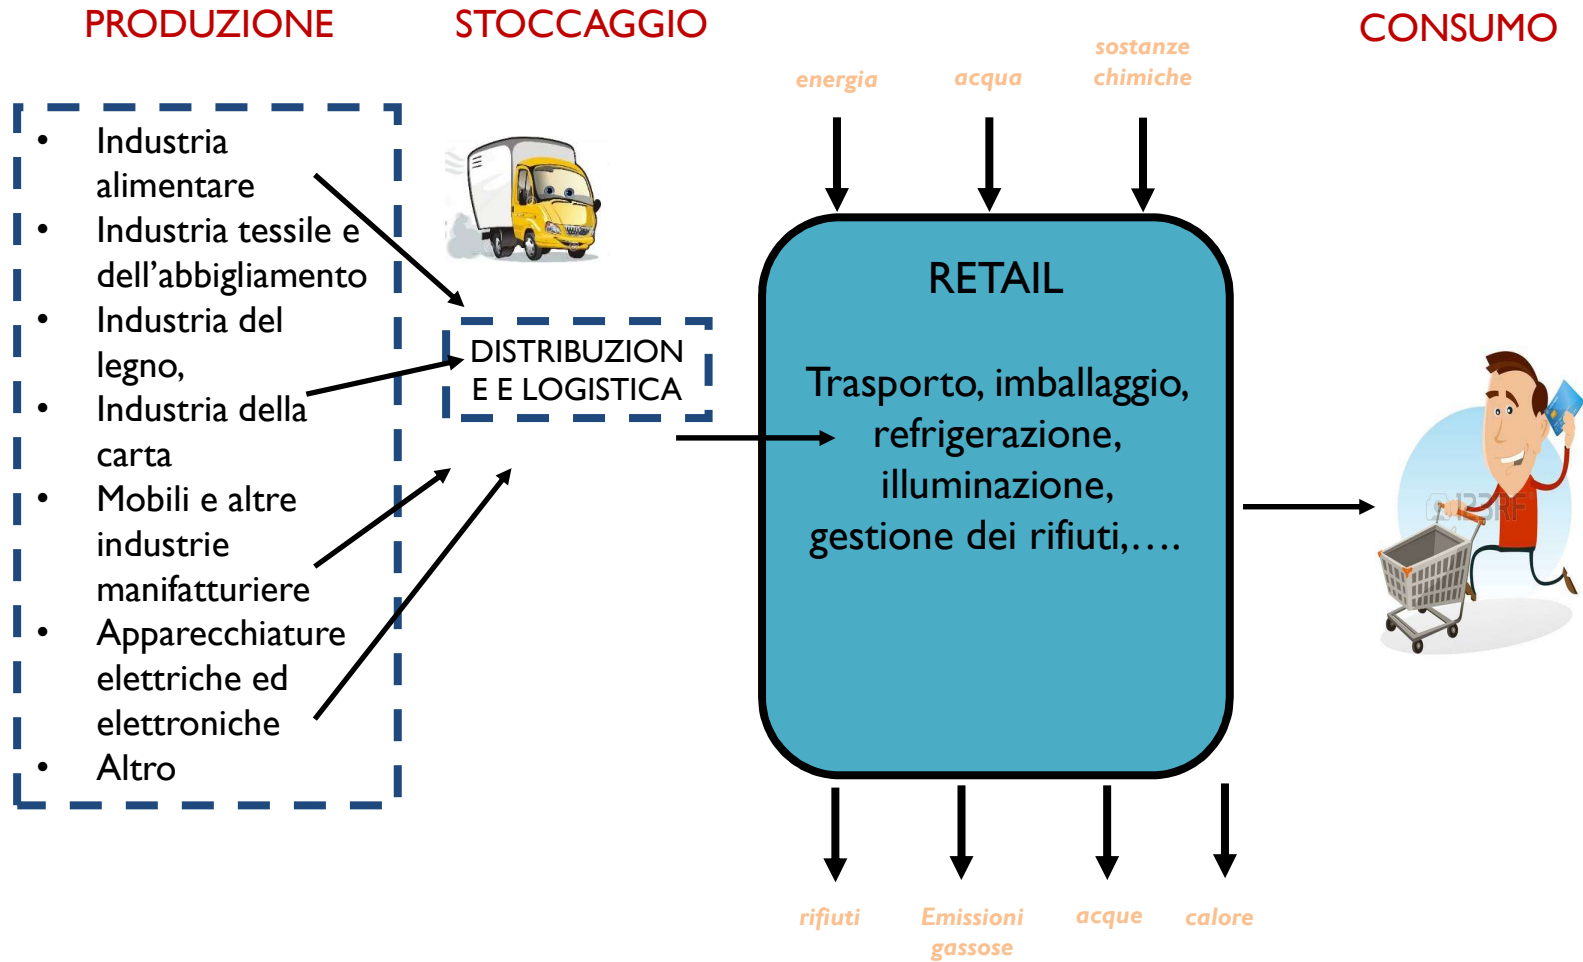 PRODUZIONE
STOCCAGGIO
CONSUMO
energia
acqua
sostanze
chimiche
• Industria
alimentare
• Industria tessile e
dell’abbigliamento
• Industria del
legno,
• Industria della
carta
• Mobili e altre
industrie
manifatturiere
• Apparecchiature
elettriche ed
elettroniche
• Altro
DISTRIBUZION
E E LOGISTICA
RETAIL
Trasporto, imballaggio,
refrigerazione,
illuminazione,
gestione dei rifiuti,....
123RF
rifiuti
Emissioni
gassose
acque
calore